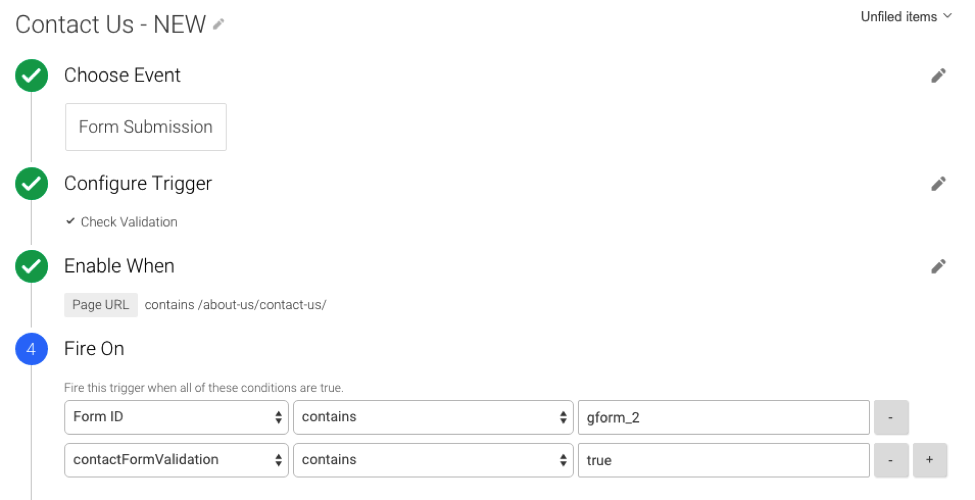 Contact Us - NEW
Unfiled items
Choose Event
Form Submission
Configure Trigger
Check Validation
Enable When
Page URL contains /about-us/contact-us/
4 Fire On
Fire this trigger when all of these conditions are true.
Form ID contains gform_2 -
contactFormValidation contains true - +